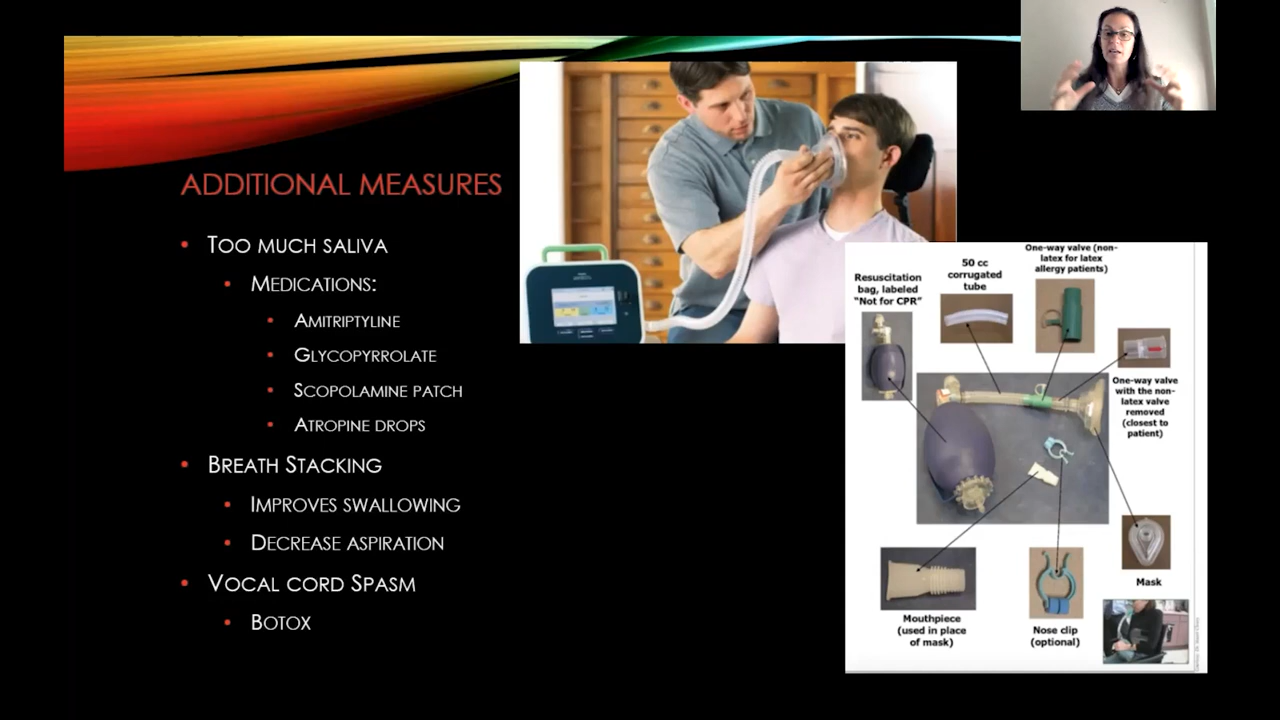 ADDITIONAL MEASURES
• TOO MUCH SALIVA
• MEDICATIONS:
• AMITRIPTYLINE
• GLYCOPYRROLATE
• SCOPOLAMINE PATCH
• ATROPINE DROPS
• BREATH STACKING
• IMPROVES SWALLOWING
• DECREASE ASPIRATION
• VOCAL CORD SPASM
• BOTOX
Resuscitation
bag, labeled
"Not for CPR"
50 cc
corrugated
tube
One-way valve (non-
latex for latex
allergy patients)
One-way valve
with the non-
latex valve
removed
(closest to
patient)
Mouthpiece
(used in place
of mask)
Nose clip
(optional)
Mask